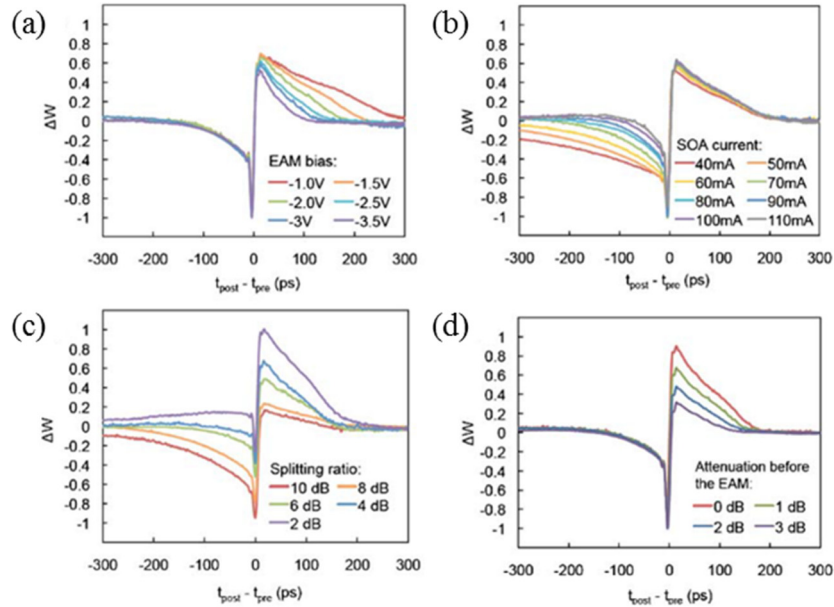 (a)
1
0.8
0.6
0.4
0.2
0
-0.2
-0.4
-0.6
-0.8
-1
ΔW
EAM bias:
-1.0V -1.5V
-2.0V -2.5V
-3V -3.5V
-300 -200 -100 0 100 200 300
tpost - tpre (ps)
(b)
1
0.8
0.6
0.4
0.2
0
-0.2
-0.4
-0.6
-0.8
-1
ΔW
SOA current:
40mA 50mA
60mA 70mA
80mA 90mA
100mA 110mA
-300 -200 -100 0 100 200 300
tpost - tpre (ps)
(c)
1
0.8
0.6
0.4
0.2
0
-0.2
-0.4
-0.6
-0.8
-1
ΔW
Splitting ratio:
10 dB 8 dB
6 dB 4 dB
2 dB
-300 -200 -100 0 100 200 300
tpost - tpre (ps)
(d)
1
0.8
0.6
0.4
0.2
0
-0.2
-0.4
-0.6
-0.8
-1
ΔW
Attenuation before
the EAM:
0 dB 1 dB
2 dB 3 dB
-300 -200 -100 0 100 200 300
tpost - tpre (ps)